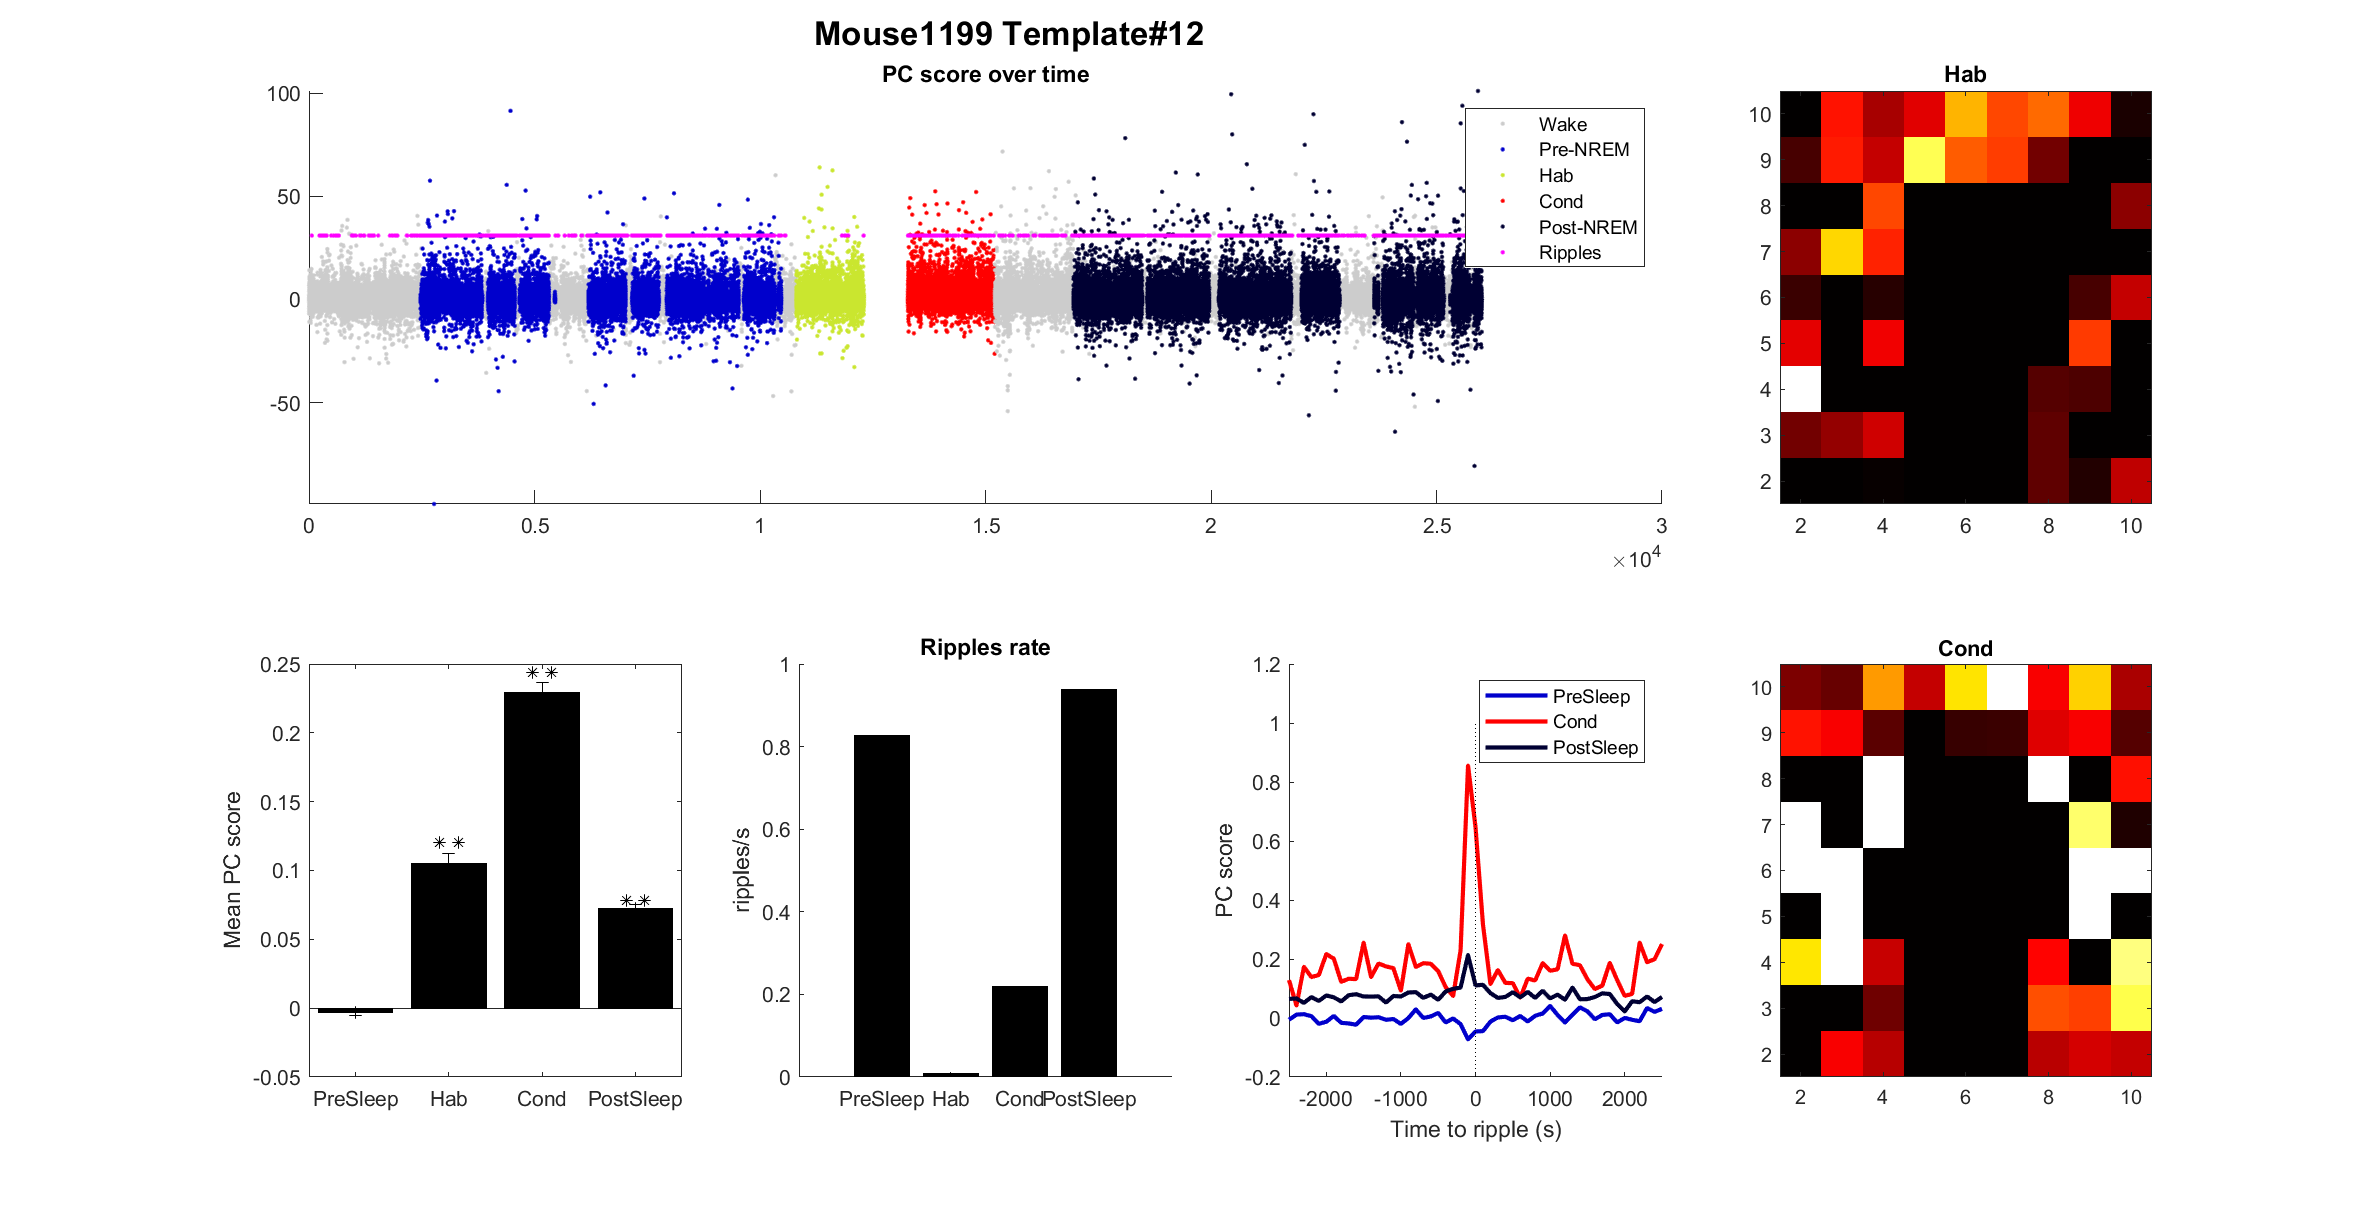 Mouse1199 Template#12
PC score over time
100
50
0
-50
0 0.5 1 1.5 2 2.5 3
×10^4
Wake
Pre-NREM
Hab
Cond
Post-NREM
Ripples
Hab
10
9
8
7
6
5
4
3
2
2 4 6 8 10
Mean PC score
0.25
0.2
0.15
0.1
0.05
0
-0.05
** ** **
PreSleep Hab Cond PostSleep
Ripples rate
ripples/s
1
0.8
0.6
0.4
0.2
0
PreSleep Hab Cond PostSleep
PC score
1.2
1
0.8
0.6
0.4
0.2
0
-0.2
-2000 -1000 0 1000 2000
Time to ripple (s)
PreSleep
Cond
PostSleep
Cond
10
9
8
7
6
5
4
3
2
2 4 6 8 10